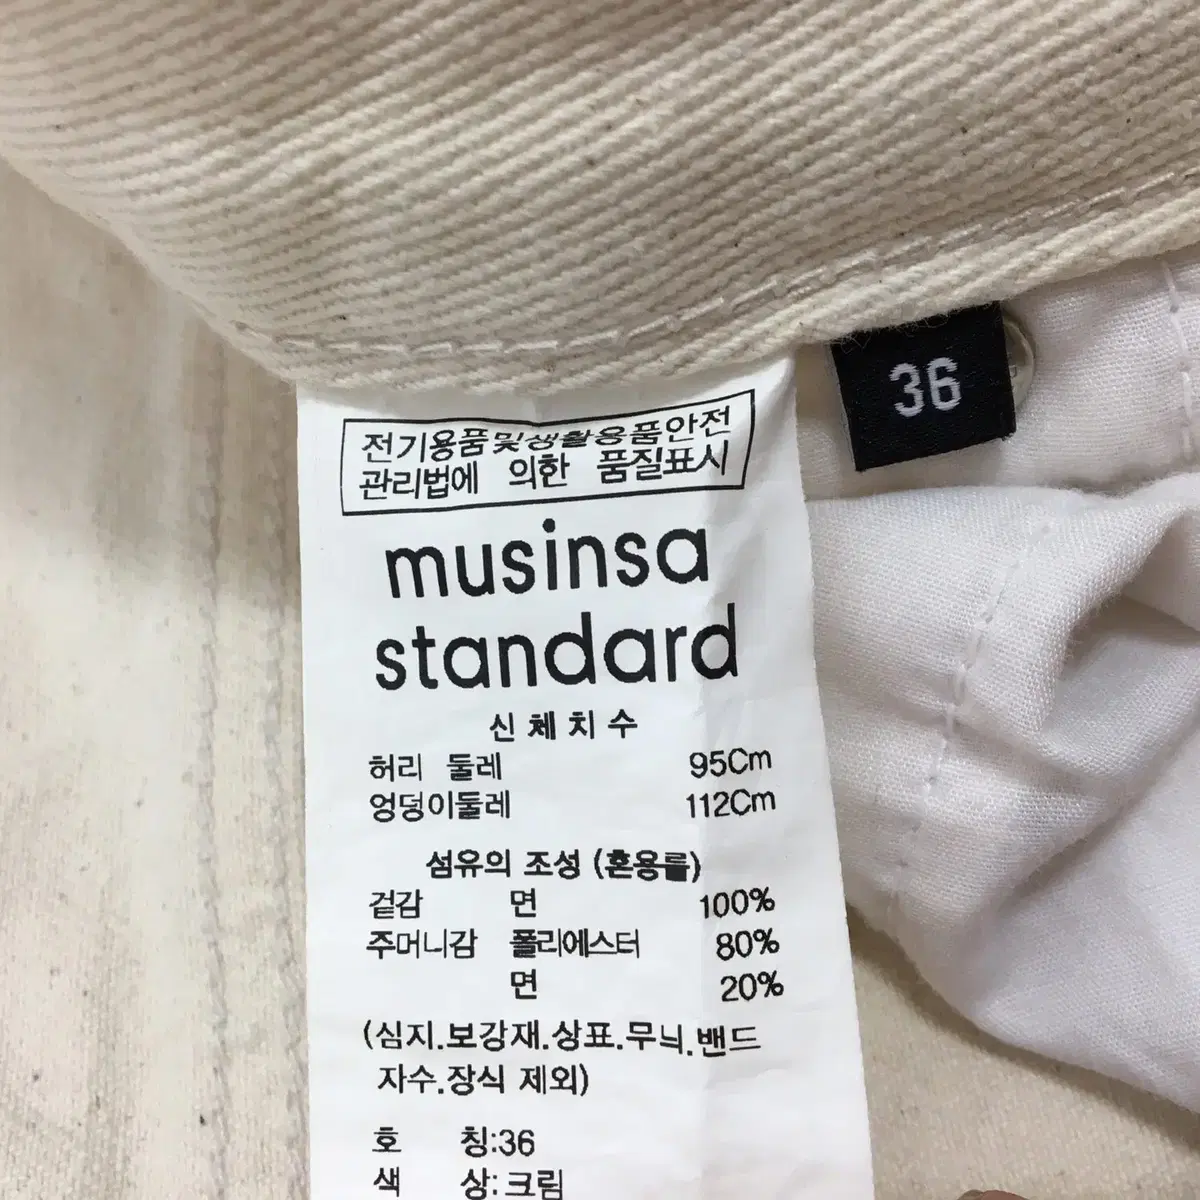 36
전기용품및생활용품안전
관리법에 의한 품질표시
musinsa
standard
신체치수
허리 둘레 95Cm
엉덩이둘레 112Cm
섬유의 조성 (혼용률)
겉감 면 100%
주머니감 폴리에스터 80%
면 20%
(심지.보강재.상표.무늬.밴드
자수.장식 제외)
호 칭:36
색 상:크림